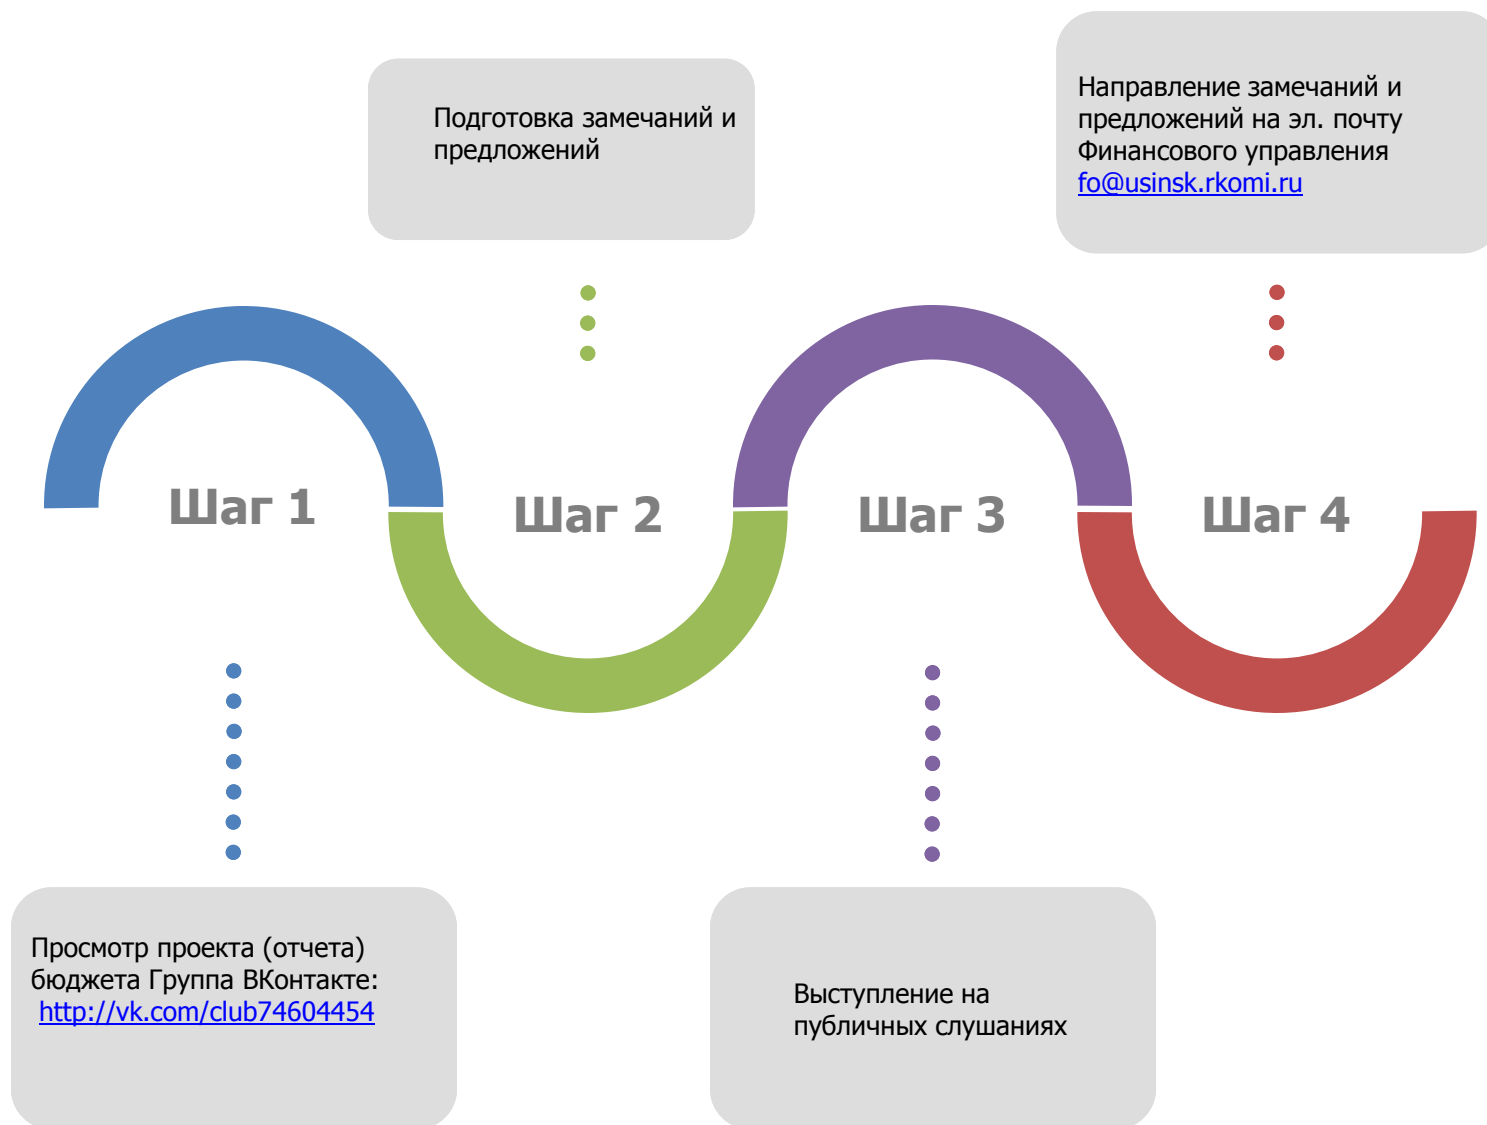 Подготовка замечаний и
предложений
Направление замечаний и
предложений на эл. почту
Финансового управления
fo@usinsk.rkomi.ru
Шаг 1
Шаг 2
Шаг 3
Шаг 4
Просмотр проекта (отчета)
бюджета Группа ВКонтакте:
http://vk.com/club74604454
Выступление на
публичных слушаниях